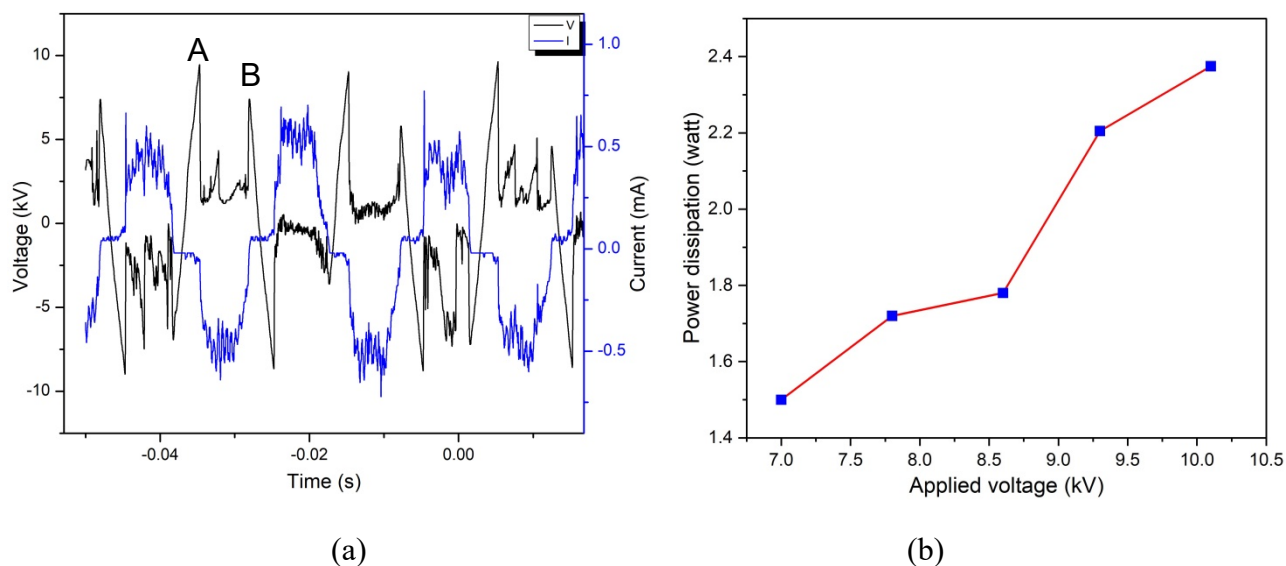 V
I
A
B
10
5
0
-5
-10
Voltage (kV)
-0.04
-0.02
0.00
Time (s)
1.0
0.5
0.0
-0.5
Current (mA)
(a)
2.4
2.2
2.0
1.8
1.6
1.4
Power dissipation (watt)
7.0 7.5 8.0 8.5 9.0 9.5 10.0 10.5
Applied voltage (kV)
(b)